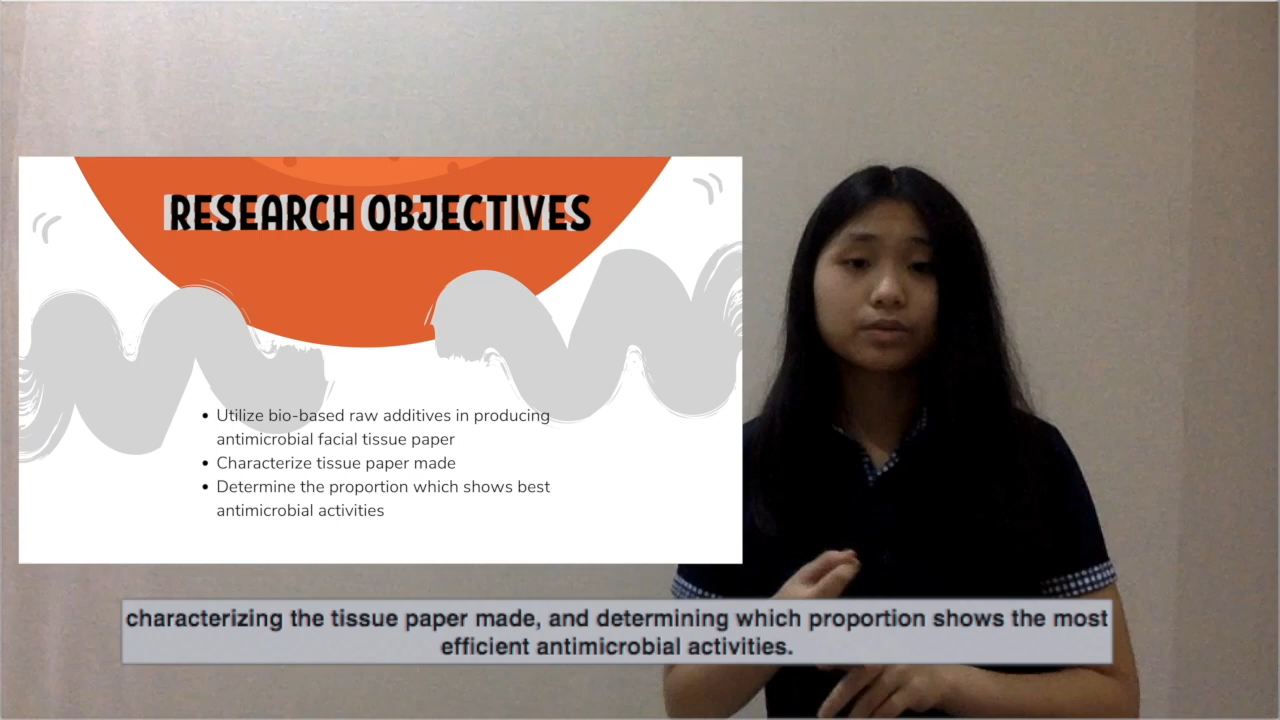 RESEARCH OBJECTIVES
• Utilize bio-based raw additives in producing
antimicrobial facial tissue paper
• Characterize tissue paper made
• Determine the proportion which shows best
antimicrobial activities
characterizing the tissue paper made, and determining which proportion shows the most
efficient antimicrobial activities.